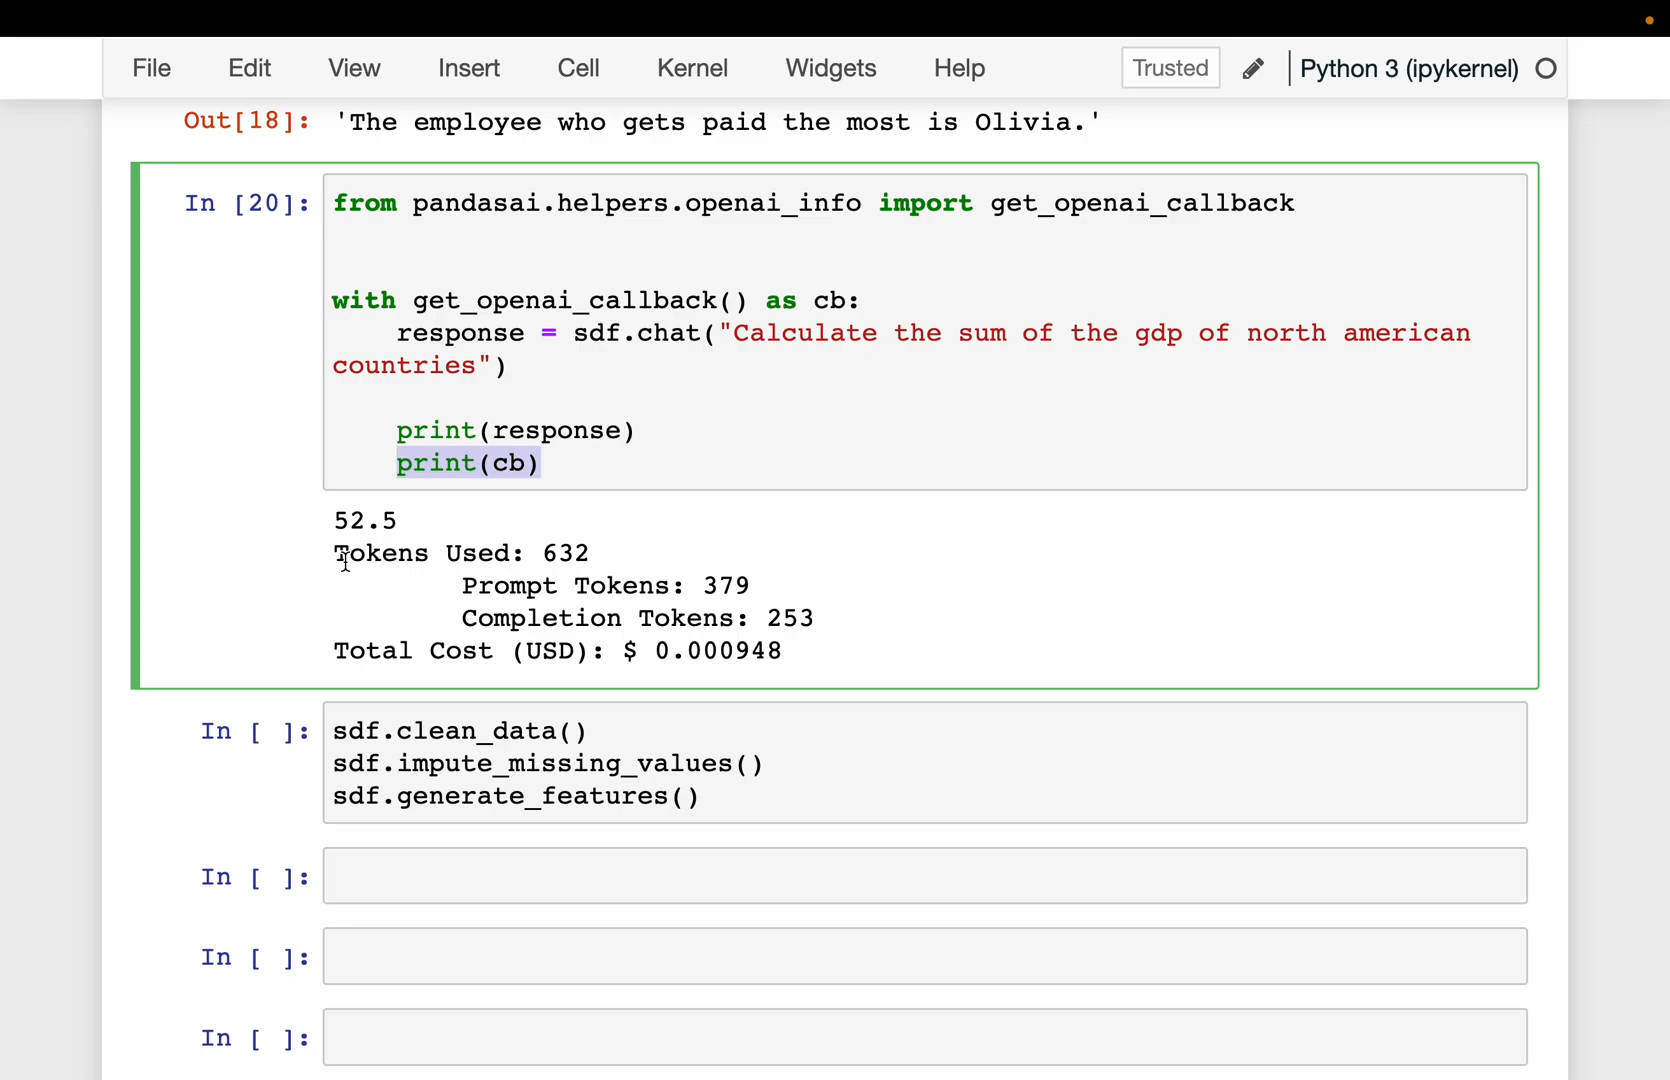 File Edit View Insert Cell Kernel Widgets Help Trusted Python 3 (ipykernel)
Out[18]: 'The employee who gets paid the most is Olivia.'
In [20]: from pandasai.helpers.openai_info import get_openai_callback
with get_openai_callback() as cb:
    response = sdf.chat("Calculate the sum of the gdp of north american
countries")
    print(response)
    print(cb)
52.5
Tokens Used: 632
        Prompt Tokens: 379
        Completion Tokens: 253
Total Cost (USD): $ 0.000948
In [ ]: sdf.clean_data()
sdf.impute_missing_values()
sdf.generate_features()
In [ ]:
In [ ]:
In [ ]: